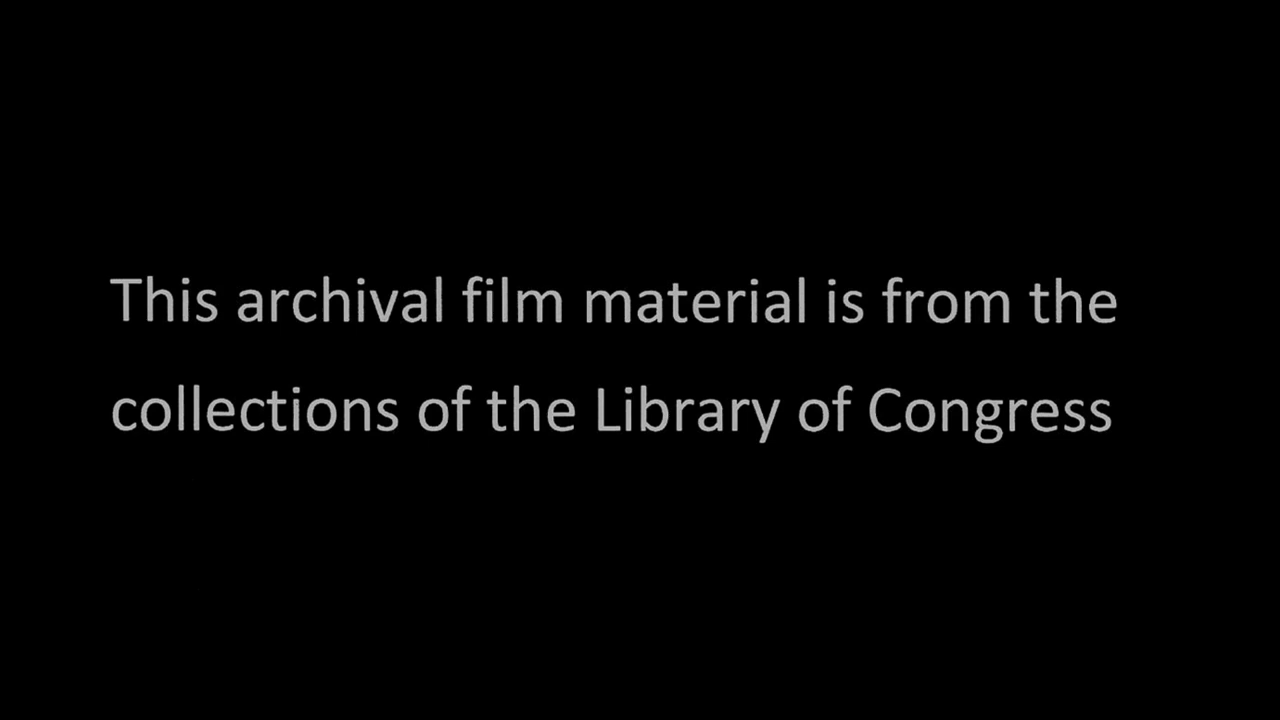 This archival film material is from the
collections of the Library of Congress